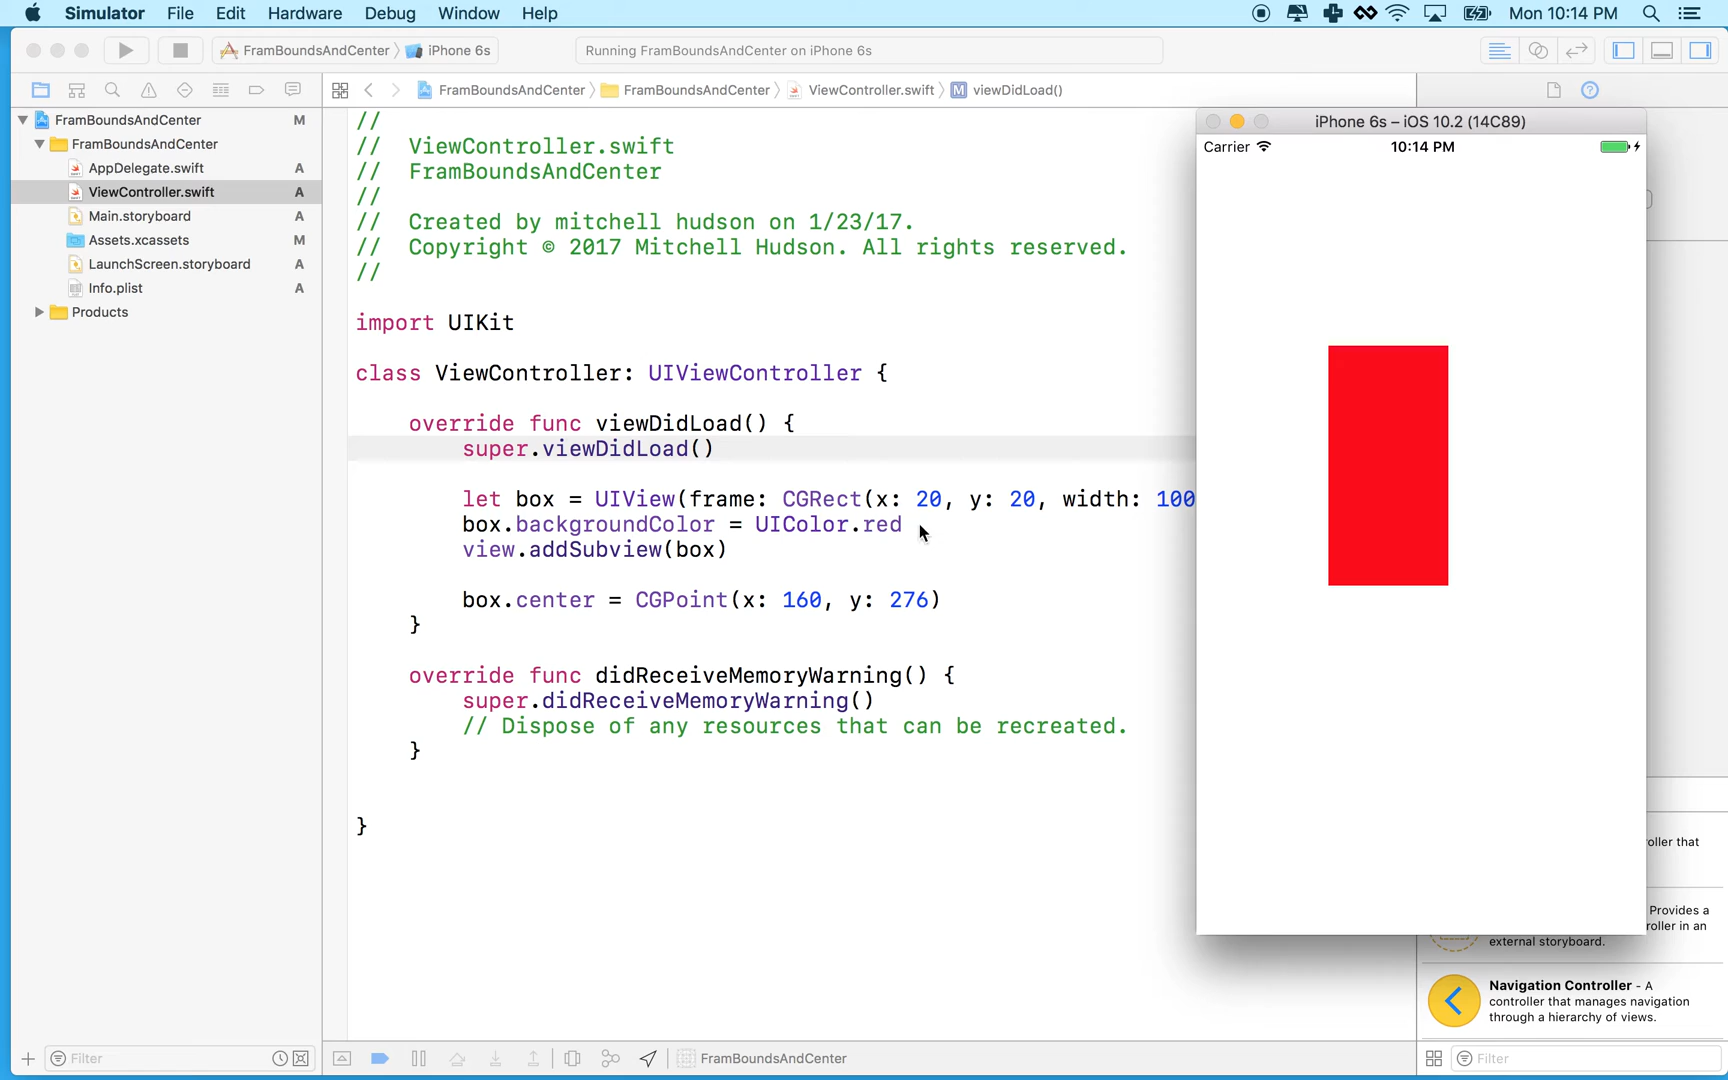 Simulator File Edit Hardware Debug Window Help Mon 10:14 PM
FramBoundsAndCenter iPhone 6s Running FramBoundsAndCenter on iPhone 6s
FramBoundsAndCenter FramBoundsAndCenter ViewController.swift M viewDidLoad()
FramBoundsAndCenter M
FramBoundsAndCenter
AppDelegate.swift A
ViewController.swift A
Main.storyboard A
Assets.xcassets M
LaunchScreen.storyboard A
Info.plist A
Products
//
// ViewController.swift
// FramBoundsAndCenter
//
// Created by mitchell hudson on 1/23/17.
// Copyright © 2017 Mitchell Hudson. All rights reserved.
//
import UIKit
class ViewController: UIViewController {
override func viewDidLoad() {
super.viewDidLoad()
let box = UIView(frame: CGRect(x: 20, y: 20, width: 100
box.backgroundColor = UIColor.red
view.addSubview(box)
box.center = CGPoint(x: 160, y: 276)
}
override func didReceiveMemoryWarning() {
super.didReceiveMemoryWarning()
// Dispose of any resources that can be recreated.
}
}
iPhone 6s – iOS 10.2 (14C89)
Carrier 10:14 PM
oller that
Provides a
roller in an
external storyboard.
Navigation Controller - A
controller that manages navigation
through a hierarchy of views.
Filter
FramBoundsAndCenter
Filter